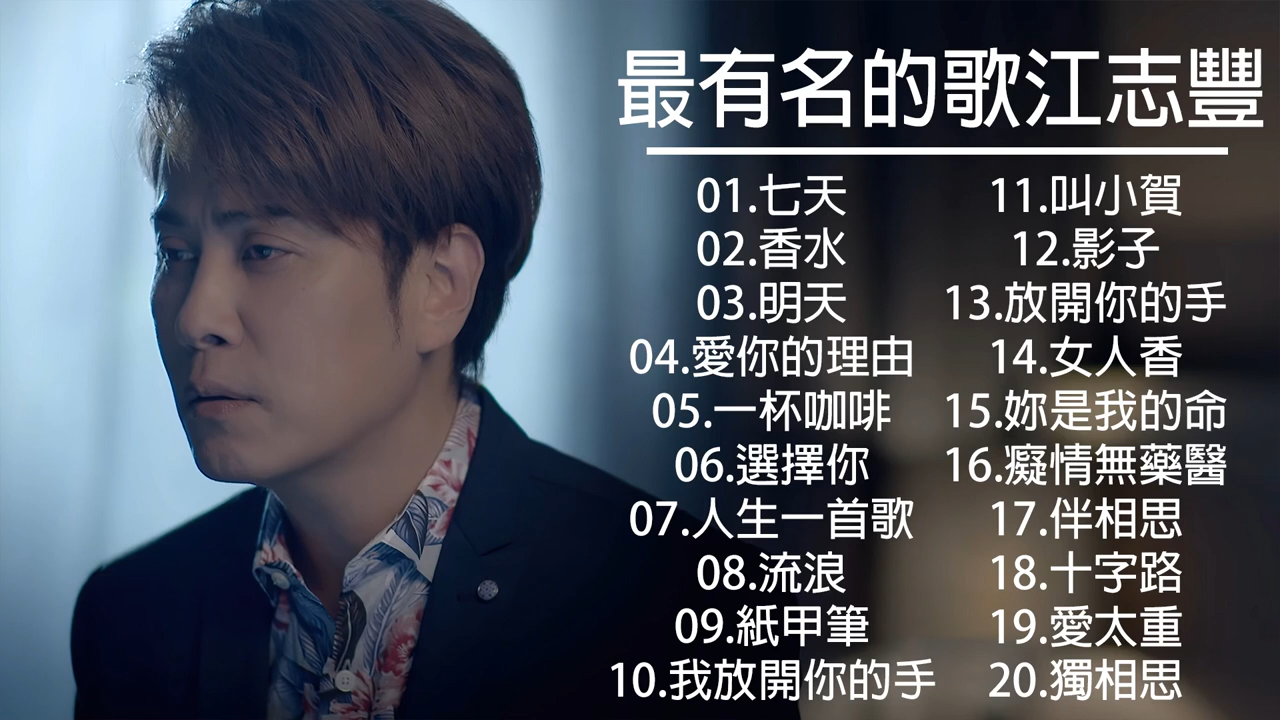 最有名的歌江志豐
01.七天
02.香水
03.明天
04.愛你的理由
05.一杯咖啡
06.選擇你
07.人生一首歌
08.流浪
09.紙甲筆
10.我放開你的手
11.叫小賀
12.影子
13.放開你的手
14.女人香
15.妳是我的命
16.癡情無藥醫
17.伴相思
18.十字路
19.愛太重
20.獨相思